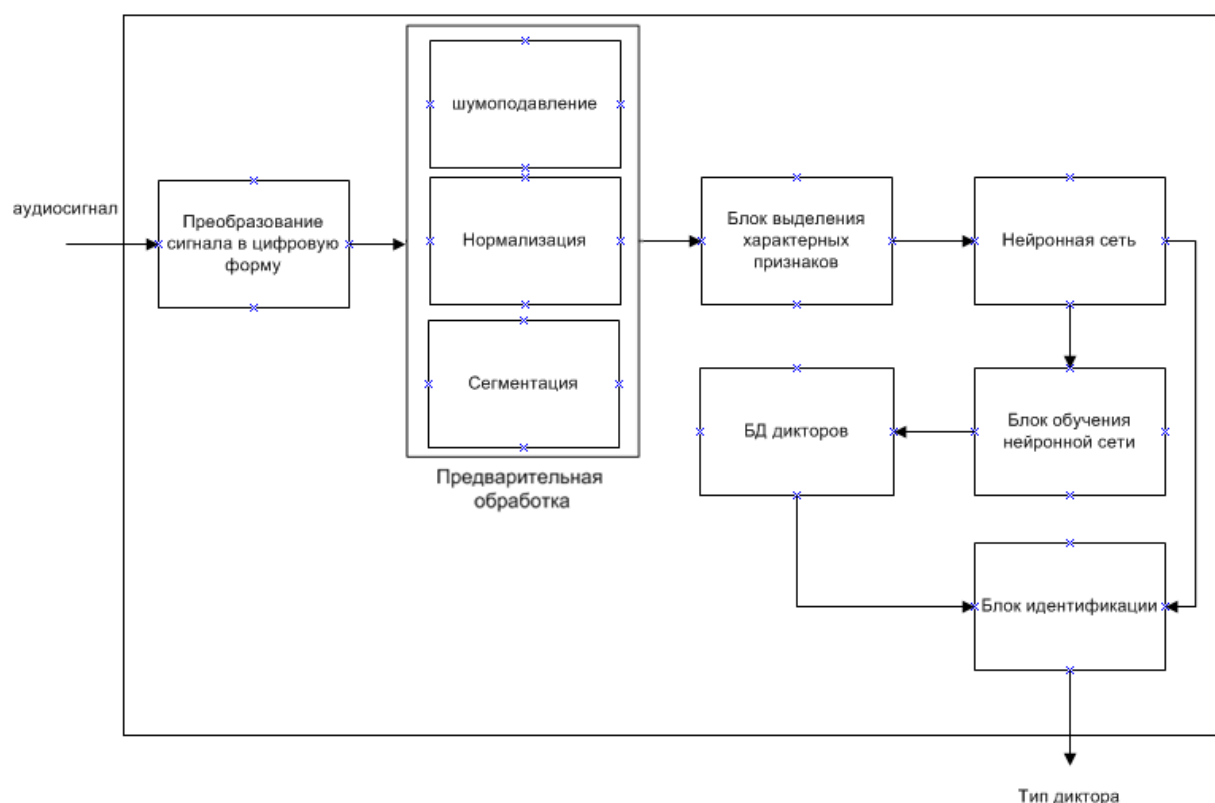 шумоподавление
аудиосигнал
Преобразование
сигнала в цифровую
форму
Нормализация
Блок выделения
характерных
признаков
Нейронная сеть
Сегментация
БД дикторов
Блок обучения
нейронной сети
Предварительная
обработка
Блок идентификации
Тип диктора